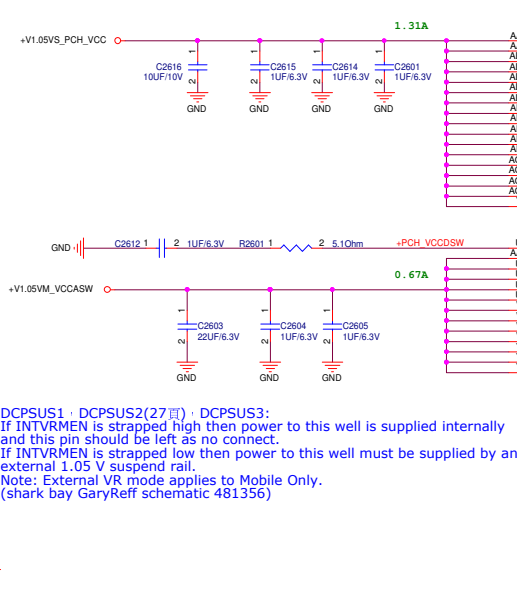 1.31A
+V1.05VS_PCH_VCC
C2616
10UF/10V
1
2
GND
C2615
1UF/6.3V
1
2
GND
C2614
1UF/6.3V
1
2
GND
C2601
1UF/6.3V
1
2
GND
GND
C2612 1 2 1UF/6.3V R2601 1 2 5.1Ohm +PCH_VCCDSW
0.67A
+V1.05VM_VCCASW
C2603
22UF/6.3V
1
2
GND
C2604
1UF/6.3V
1
2
GND
C2605
1UF/6.3V
1
2
GND
DCPSUS1，DCPSUS2(27頁)，DCPSUS3:
If INTVRMEN is strapped high then power to this well is supplied internally
and this pin should be left as no connect.
If INTVRMEN is strapped low then power to this well must be supplied by an
external 1.05 V suspend rail.
Note: External VR mode applies to Mobile Only.
(shark bay GaryReff schematic 481356)